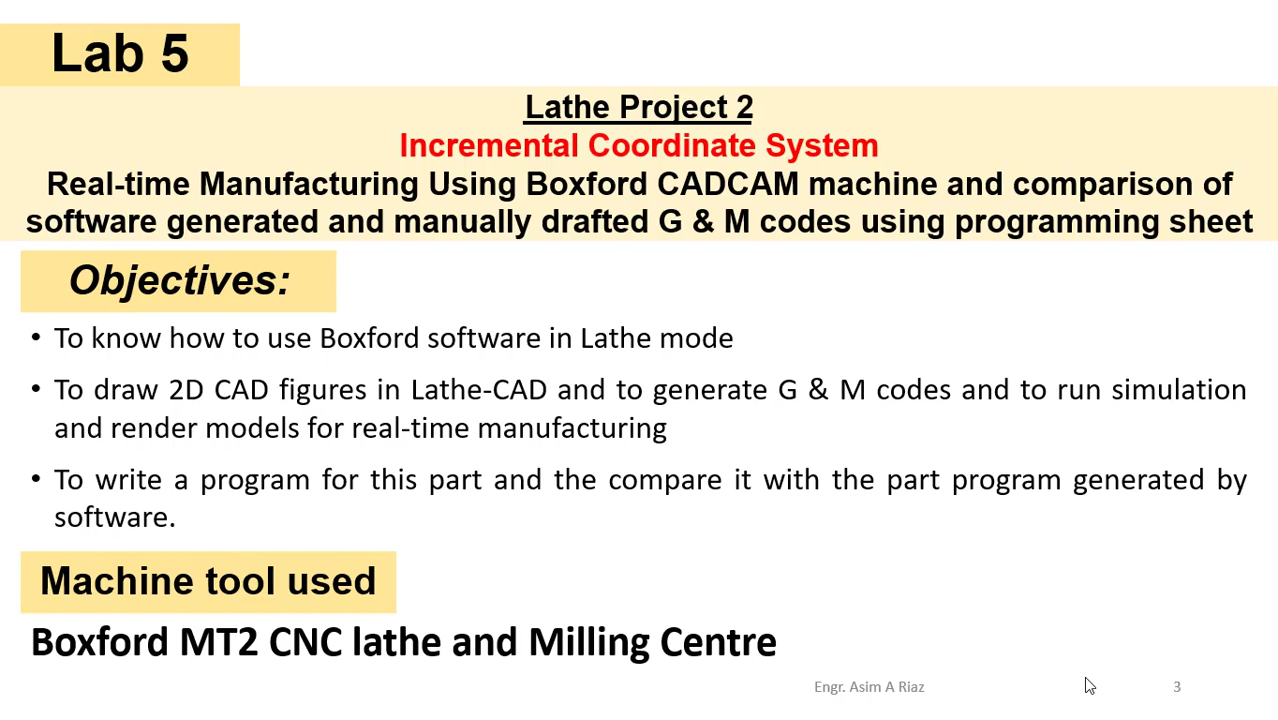 Lab 5
Lathe Project 2
Incremental Coordinate System
Real-time Manufacturing Using Boxford CADCAM machine and comparison of
software generated and manually drafted G & M codes using programming sheet
Objectives:
• To know how to use Boxford software in Lathe mode
• To draw 2D CAD figures in Lathe-CAD and to generate G & M codes and to run simulation
and render models for real-time manufacturing
• To write a program for this part and the compare it with the part program generated by
software.
Machine tool used
Boxford MT2 CNC lathe and Milling Centre
Engr. Asim A Riaz
3